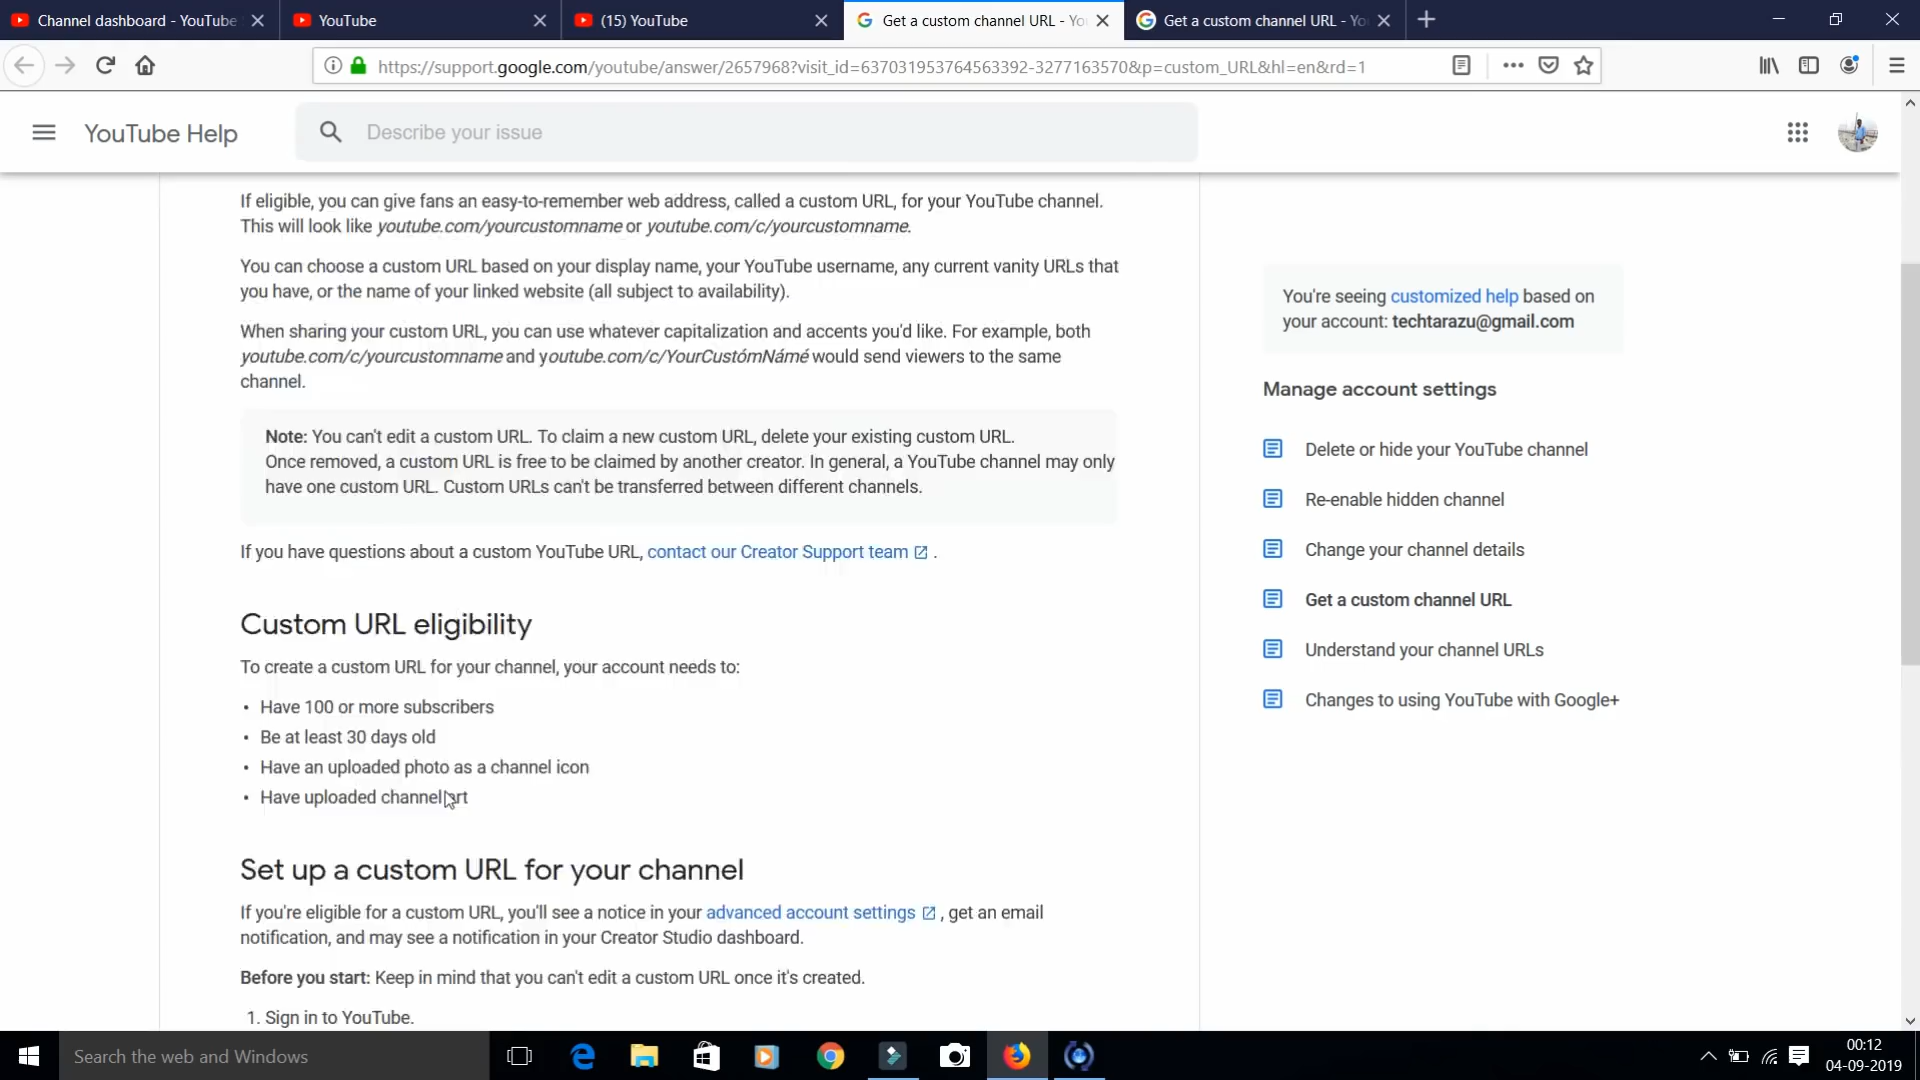 Channel dashboard - YouTube
YouTube
(15) YouTube
Get a custom channel URL - Yo
Get a custom channel URL - Yo
https://support.google.com/youtube/answer/2657968?visit_id=637031953764563392-3277163570&p=custom_URL&hl=en&rd=1
YouTube Help
Describe your issue
If eligible, you can give fans an easy-to-remember web address, called a custom URL, for your YouTube channel.
This will look like youtube.com/yourcustomname or youtube.com/c/yourcustomname.
You can choose a custom URL based on your display name, your YouTube username, any current vanity URLs that
you have, or the name of your linked website (all subject to availability).
When sharing your custom URL, you can use whatever capitalization and accents you'd like. For example, both
youtube.com/c/yourcustomname and youtube.com/c/YourCustómNámé would send viewers to the same
channel.
Note: You can't edit a custom URL. To claim a new custom URL, delete your existing custom URL.
Once removed, a custom URL is free to be claimed by another creator. In general, a YouTube channel may only
have one custom URL. Custom URLs can't be transferred between different channels.
If you have questions about a custom YouTube URL, contact our Creator Support team .
Custom URL eligibility
To create a custom URL for your channel, your account needs to:
• Have 100 or more subscribers
• Be at least 30 days old
• Have an uploaded photo as a channel icon
• Have uploaded channel art
Set up a custom URL for your channel
If you're eligible for a custom URL, you'll see a notice in your advanced account settings , get an email
notification, and may see a notification in your Creator Studio dashboard.
Before you start: Keep in mind that you can't edit a custom URL once it's created.
1. Sign in to YouTube.
You're seeing customized help based on
your account: techtarazu@gmail.com
Manage account settings
Delete or hide your YouTube channel
Re-enable hidden channel
Change your channel details
Get a custom channel URL
Understand your channel URLs
Changes to using YouTube with Google+
Search the web and Windows
00:12
04-09-2019